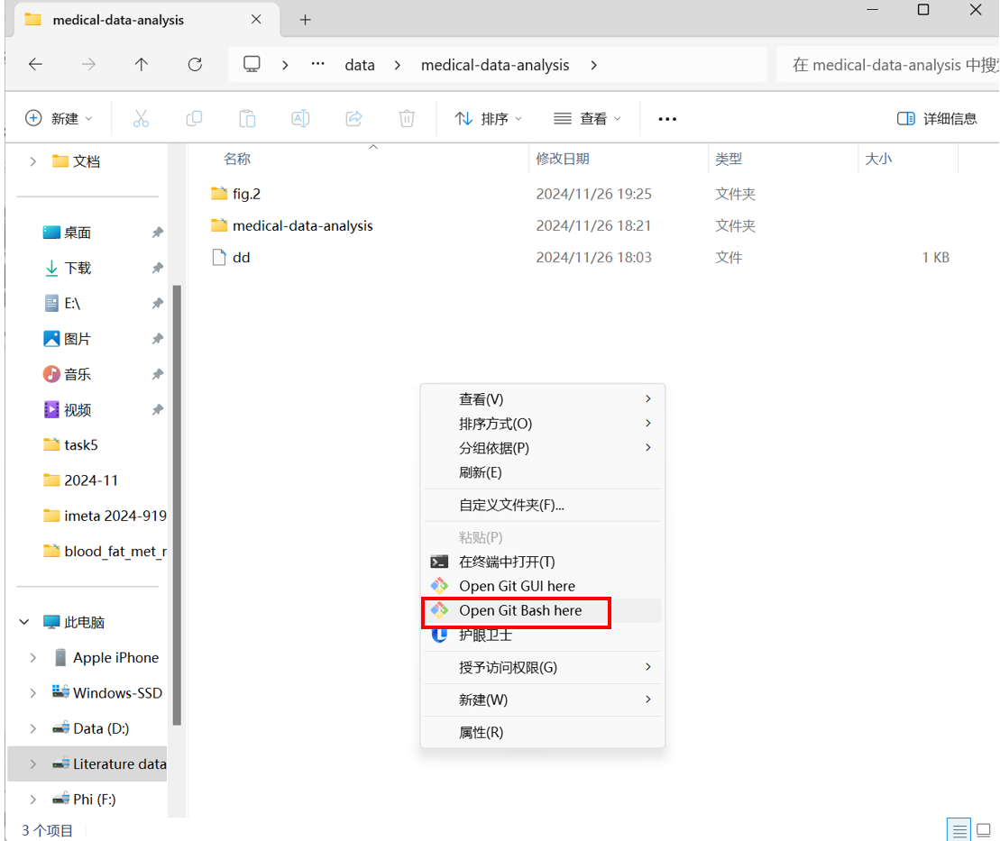 medical-data-analysis
data
medical-data-analysis
在 medical-data-analysis 中搜
新建
排序
查看
详细信息
文档
桌面
下载
E:\
图片
音乐
视频
task5
2024-11
imeta 2024-919
blood_fat_met_r
此电脑
Apple iPhone
Windows-SSD
Data (D:)
Literature data
Phi (F:)
名称 修改日期 类型 大小
fig.2 2024/11/26 19:25 文件夹
medical-data-analysis 2024/11/26 18:21 文件夹
dd 2024/11/26 18:03 文件 1 KB
查看(V)
排序方式(O)
分组依据(P)
刷新(E)
自定义文件夹(F)...
粘贴(P)
在终端中打开(T)
Open Git GUI here
Open Git Bash here
护眼卫士
授予访问权限(G)
新建(W)
属性(R)
3 个项目